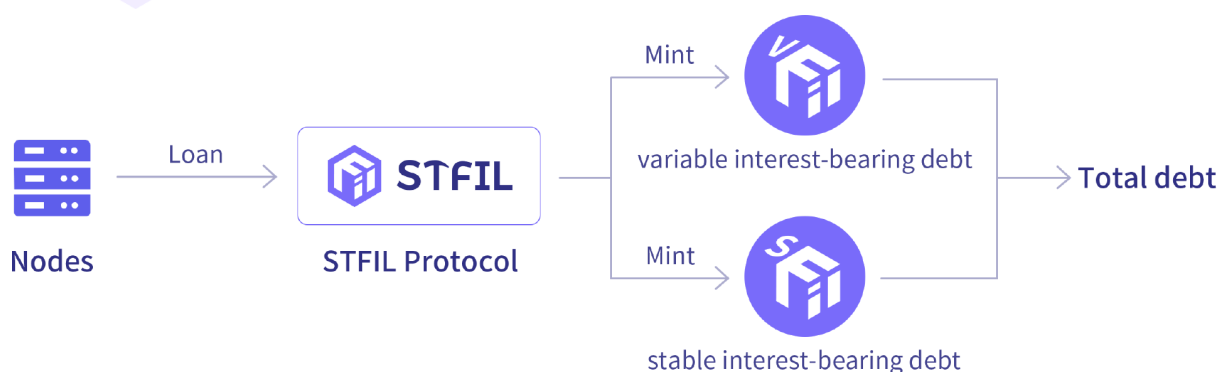 Nodes
Loan
STFIL
STFIL Protocol
Mint
V
variable interest-bearing debt
Mint
S
stable interest-bearing debt
Total debt